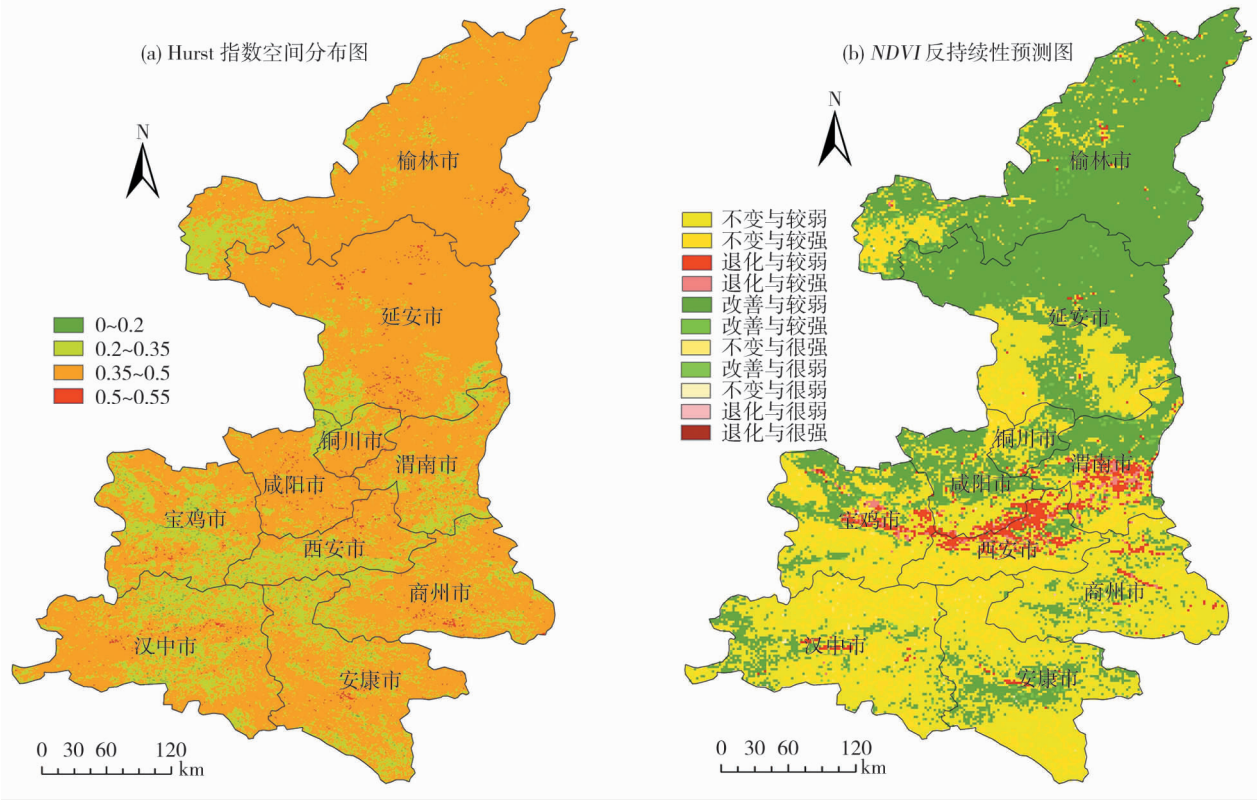 (a) Hurst 指数空间分布图
N
榆林市
延安市
0~0.2
0.2~0.35
0.35~0.5
0.5~0.55
铜川市
渭南市
咸阳市
宝鸡市
西安市
商州市
汉中市
安康市
0 30 60 120
km
(b) NDVI 反持续性预测图
N
榆林市
不变与较弱
不变与较强
退化与较弱
退化与较强
改善与较弱
改善与较强
不变与很强
改善与很弱
不变与很弱
退化与很弱
退化与很强
延安市
铜川市
渭南市
咸阳市
宝鸡市
西安市
商州市
汉中市
安康市
0 30 60 120
km